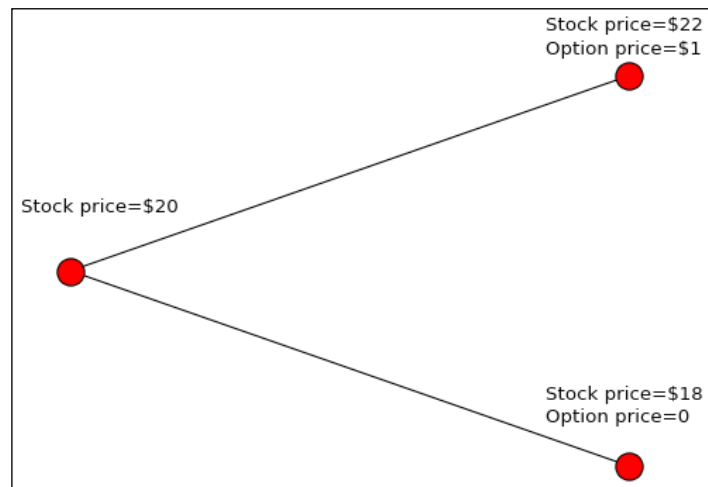 Stock price=$22
Option price=$1
Stock price=$20
Stock price=$18
Option price=0